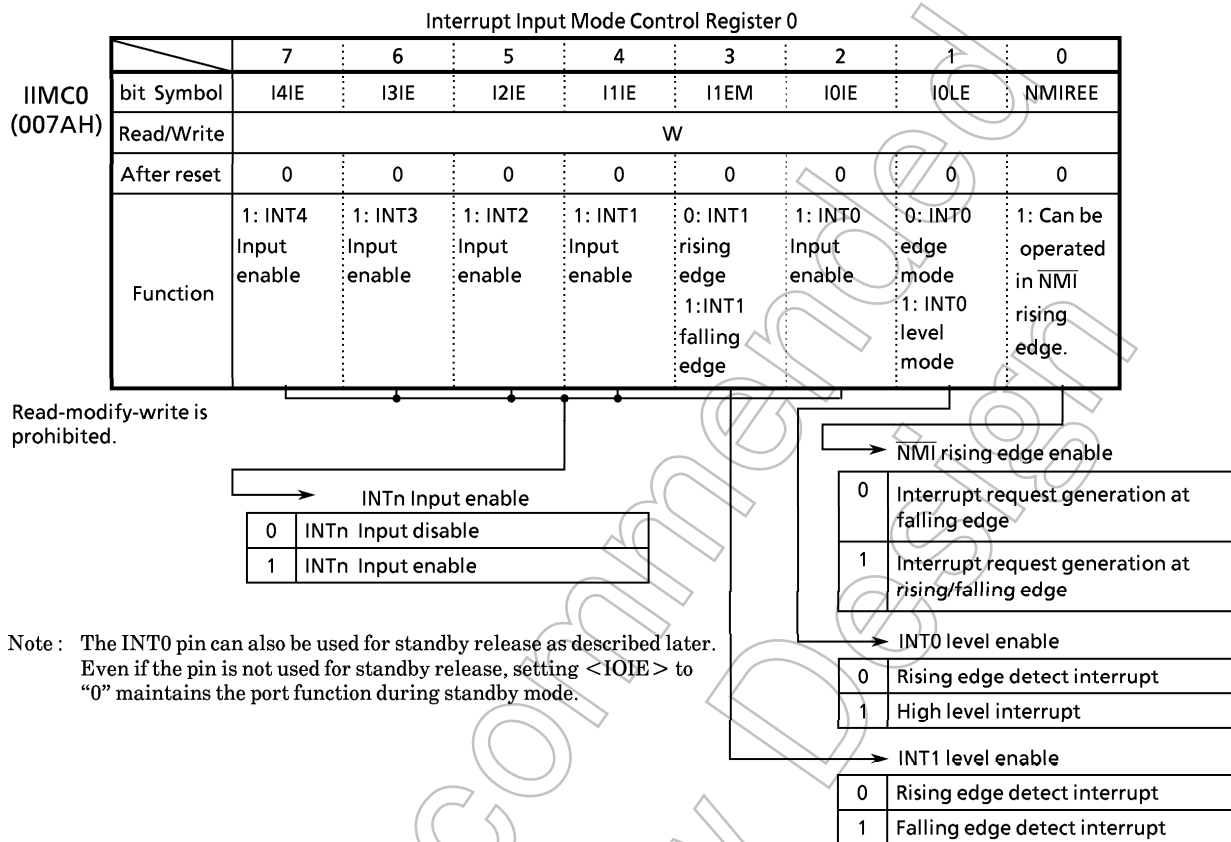 Interrupt Input Mode Control Register 0
7 6 5 4 3 2 1 0
IIMC0
(007AH)
bit Symbol I4IE I3IE I2IE I1IE I1EM I0IE I0LE NMIREE
Read/Write W
After reset 0 0 0 0 0 0 0 0
Function
1: INT4
Input
enable
1: INT3
Input
enable
1: INT2
Input
enable
1: INT1
Input
enable
0: INT1
rising
edge
1:INT1
falling
edge
1: INT0
Input
enable
0: INT0
edge
mode
1: INT0
level
mode
1: Can be
operated
in NMI
rising
edge.
Read-modify-write is
prohibited.
NMI rising edge enable
0 Interrupt request generation at
falling edge
1 Interrupt request generation at
rising/falling edge
INTn Input enable
0 INTn Input disable
1 INTn Input enable
Note : The INT0 pin can also be used for standby release as described later.
Even if the pin is not used for standby release, setting <IOIE> to
“0” maintains the port function during standby mode.
INT0 level enable
0 Rising edge detect interrupt
1 High level interrupt
INT1 level enable
0 Rising edge detect interrupt
1 Falling edge detect interrupt